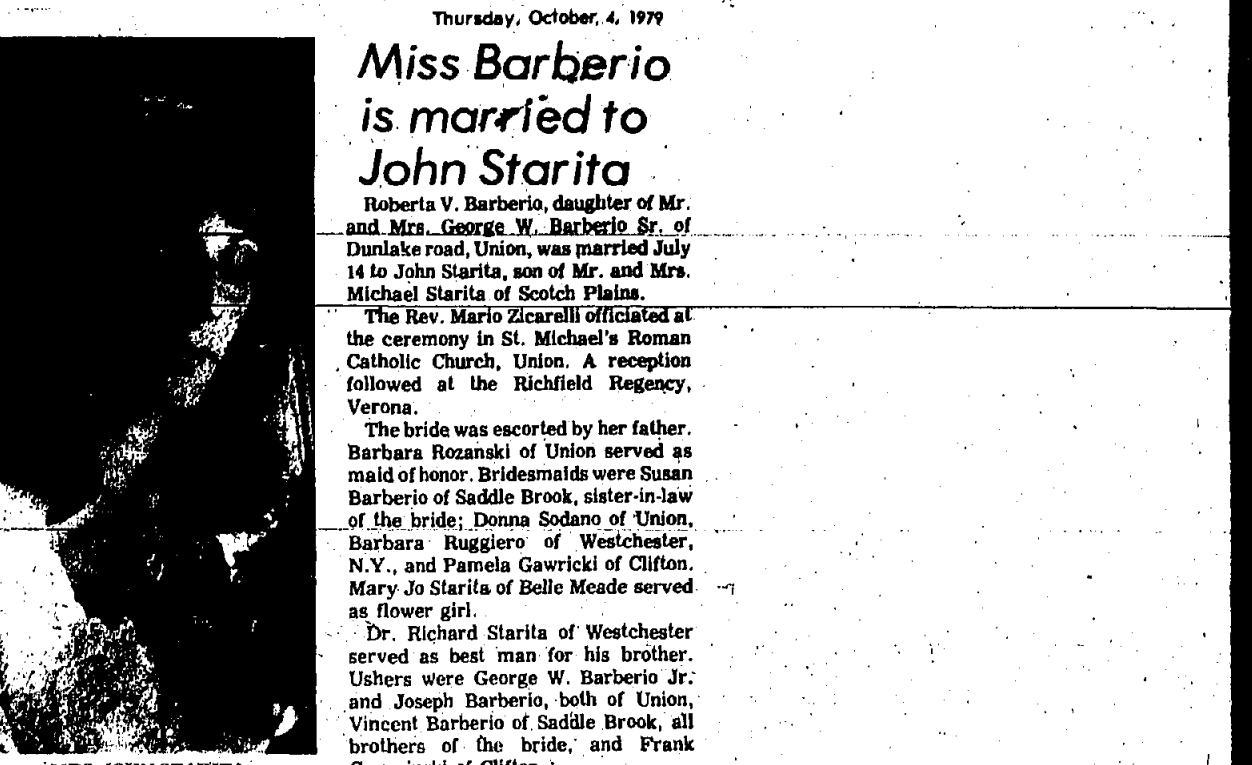 Thursday, October, 4, 1979
Miss Barberio
is married to
John Starita
Roberta V. Barberio, daughter of Mr.
and Mrs. George W. Barberio Sr. of
Dunlake road, Union, was married July
14 to John Starita, son of Mr. and Mrs.
Michael Starita of Scotch Plains.
The Rev. Mario Zicarelli officiated at
the ceremony in St. Michael's Roman
Catholic Church, Union. A reception
followed at the Richfield Regency,
Verona.
The bride was escorted by her father.
Barbara Rozanski of Union served as
maid of honor. Bridesmaids were Susan
Barberio of Saddle Brook, sister-in-law
of the bride; Donna Sodano of Union,
Barbara Ruggiero of Westchester,
N.Y., and Pamela Gawricki of Clifton.
Mary Jo Starita of Belle Meade served
as flower girl.
Dr. Richard Starita of Westchester
served as best man for his brother.
Ushers were George W. Barberio Jr.
and Joseph Barberio, both of Union,
Vincent Barberio of Saddle Brook, all
brothers of the bride, and Frank